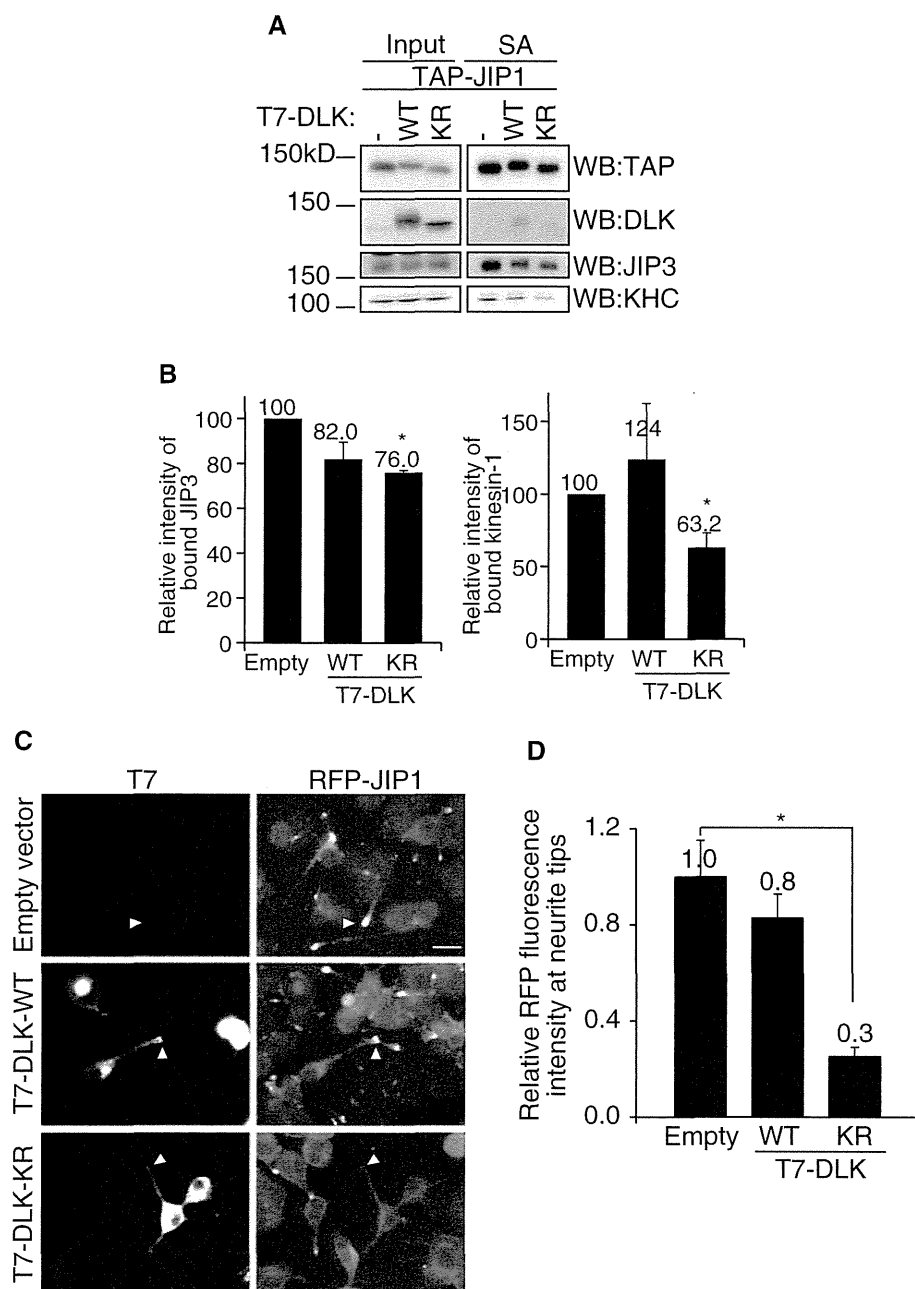 A
Input SA
TAP-JIP1
T7-DLK: - WT KR - WT KR
150kD WB:TAP
150 WB:DLK
150 WB:JIP3
100 WB:KHC
B
Relative intensity of bound JIP3
100
80
60
40
20
0
100
82.0
*
76.0
Empty WT KR
T7-DLK
Relative intensity of bound kinesin-1
150
100
50
0
100
124
*
63.2
Empty WT KR
T7-DLK
C
T7 RFP-JIP1
Empty vector
T7-DLK-WT
T7-DLK-KR
D
Relative RFP fluorescence intensity at neurite tips
1.2
0.8
0.4
0.0
*
1.0
0.8
0.3
Empty WT KR
T7-DLK